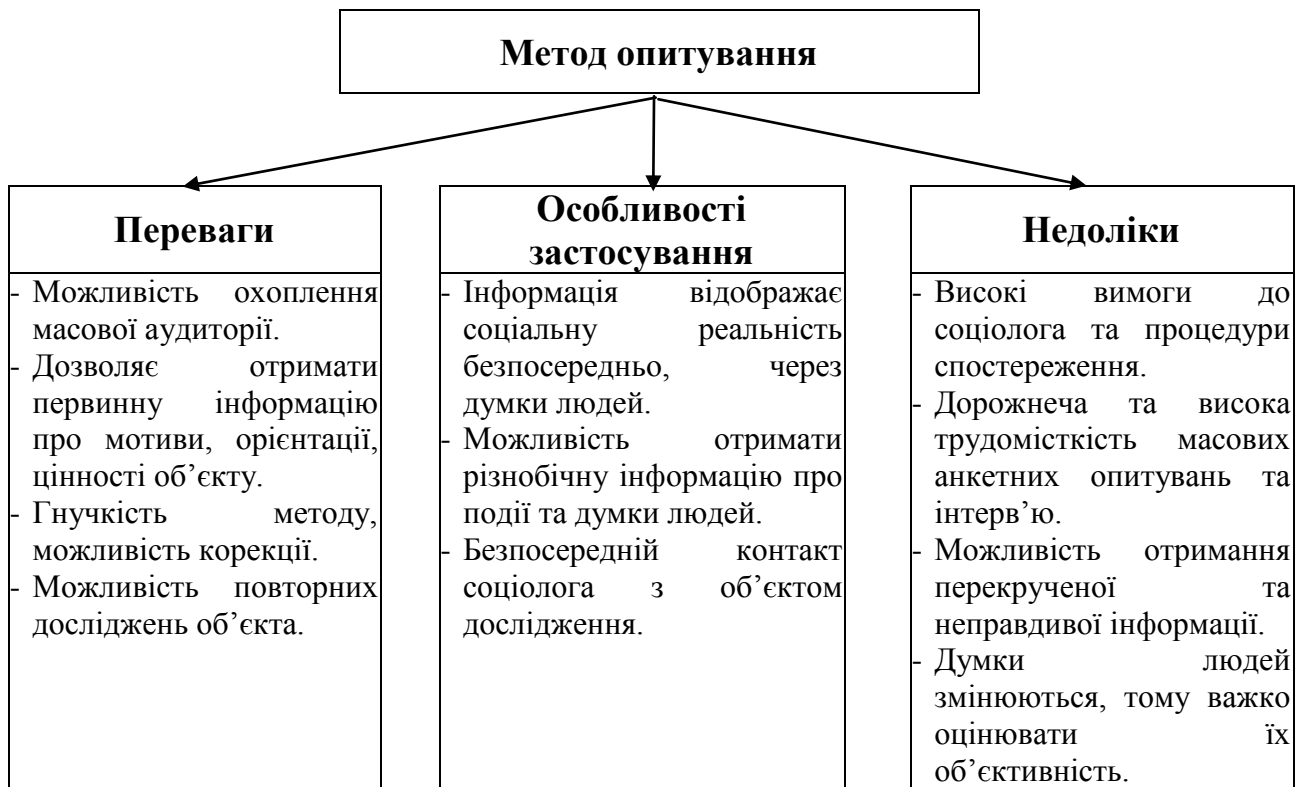 Метод опитування
Переваги
- Можливість охоплення
масової аудиторії.
- Дозволяє отримати
первинну інформацію
про мотиви, орієнтації,
цінності об’єкту.
- Гнучкість методу,
можливість корекції.
- Можливість повторних
досліджень об’єкта.
Особливості
застосування
- Інформація відображає
соціальну реальність
безпосередньо, через
думки людей.
- Можливість отримати
різнобічну інформацію про
події та думки людей.
- Безпосередній контакт
соціолога з об’єктом
дослідження.
Недоліки
- Високі вимоги до
соціолога та процедури
спостереження.
- Дорожнеча та висока
трудомісткість масових
анкетних опитувань та
інтерв’ю.
- Можливість отримання
перекрученої та
неправдивої інформації.
- Думки людей
змінюються, тому важко
оцінювати їх
об’єктивність.